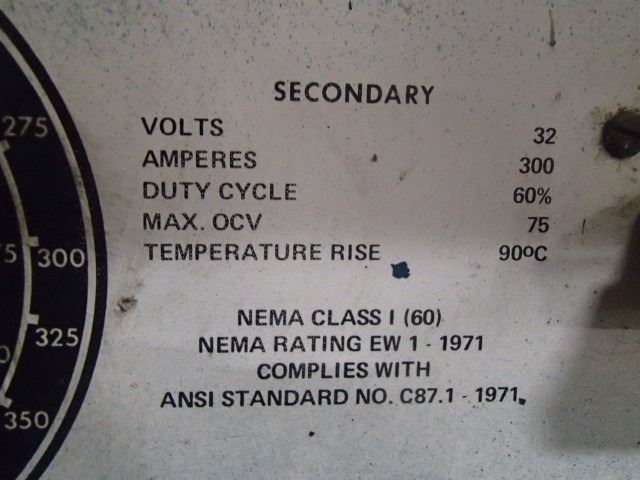 SECONDARY
VOLTS 32
AMPERES 300
DUTY CYCLE 60%
MAX. OCV 75
TEMPERATURE RISE 90ºC
NEMA CLASS I (60)
NEMA RATING EW 1 - 1971
COMPLIES WITH
ANSI STANDARD NO. C87.1 - 1971.
275
300
325
350